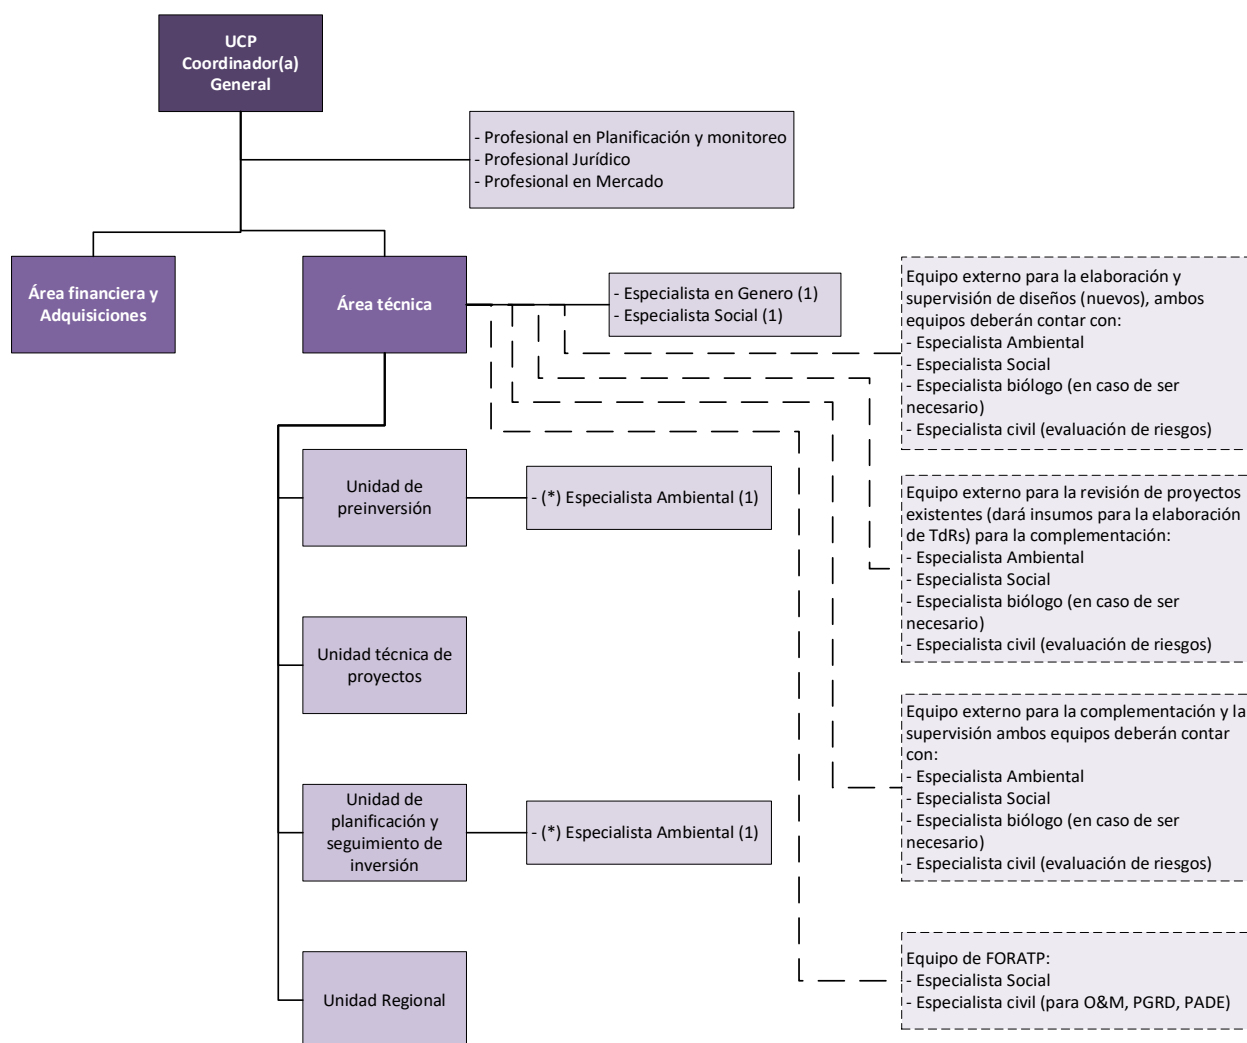 UCP
Coordinador(a)
General
- Profesional en Planificación y monitoreo
- Profesional Jurídico
- Profesional en Mercado
Área financiera y
Adquisiciones
Área técnica
- Especialista en Genero (1)
- Especialista Social (1)
Equipo externo para la elaboración y
supervisión de diseños (nuevos), ambos
equipos deberán contar con:
- Especialista Ambiental
- Especialista Social
- Especialista biólogo (en caso de ser
necesario)
- Especialista civil (evaluación de riesgos)
Unidad de
preinversión
- (*) Especialista Ambiental (1)
Equipo externo para la revisión de proyectos
existentes (dará insumos para la elaboración
de TdRs) para la complementación:
- Especialista Ambiental
- Especialista Social
- Especialista biólogo (en caso de ser
necesario)
- Especialista civil (evaluación de riesgos)
Unidad técnica de
proyectos
Equipo externo para la complementación y la
supervisión ambos equipos deberán contar
con:
- Especialista Ambiental
- Especialista Social
- Especialista biólogo (en caso de ser
necesario)
- Especialista civil (evaluación de riesgos)
Unidad de
planificación y
seguimiento de
inversión
- (*) Especialista Ambiental (1)
Unidad Regional
Equipo de FORATP:
- Especialista Social
- Especialista civil (para O&M, PGRD, PADE)